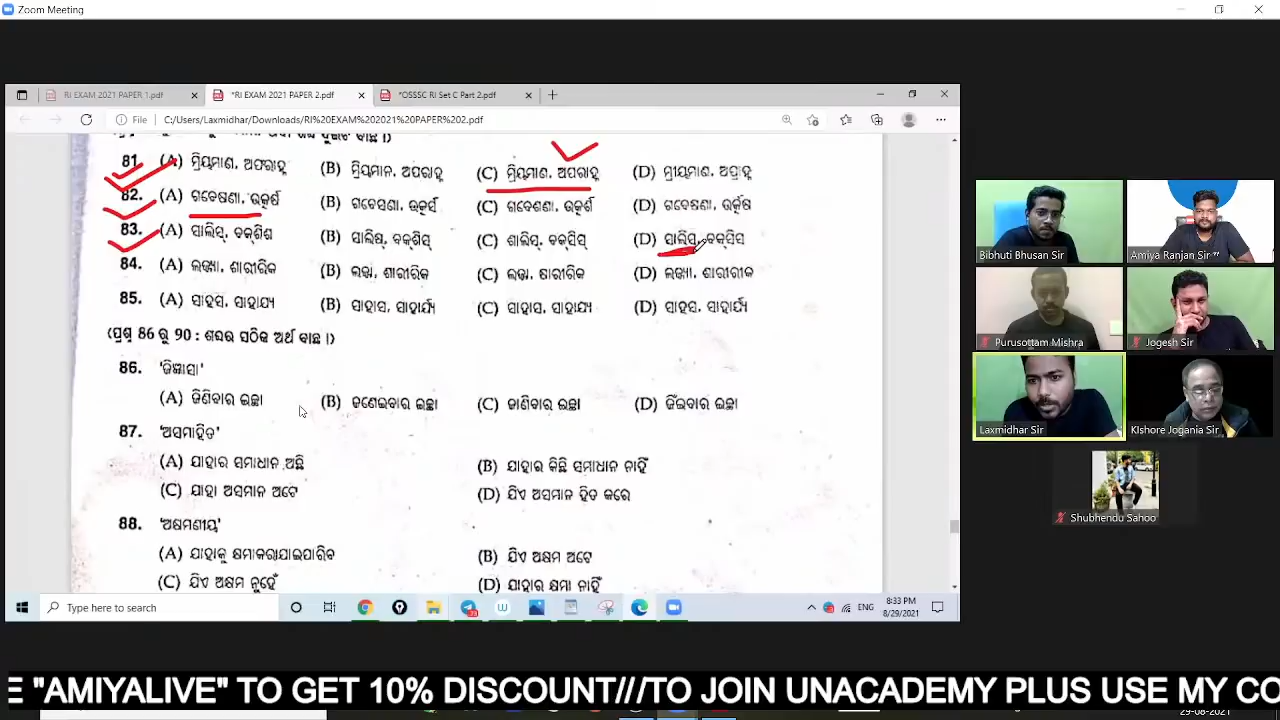 Zoom Meeting
RI EXAM 2021 PAPER 1.pdf
*RI EXAM 2021 PAPER 2.pdf
*OSSSC RI Set C Part 2.pdf
File C:/Users/Laxmidhar/Downloads/RI%20EXAM%202021%20PAPER%202.pdf
81. (A) ମ୍ରିୟମାଣ, ଅଫରାହ୍ନ (B) ମ୍ରିୟମାନ, ଅପରାହ୍ନ (C) ମ୍ରିୟମାଣ, ଅପରାହ୍ନ (D) ମ୍ରୀୟମାଣ, ଅପ୍ରାହ୍ନ
82. (A) ଗବେଷଣା, ଉତ୍କର୍ଷ (B) ଗବେସଣା, ଉତ୍କର୍ସ (C) ଗବେଶଣା, ଉତ୍କର୍ଶ (D) ଗବେଷଣା,
83. (A) ସାଲିସ୍, ବକ୍‌ଶିଶ (B) ସାଲିଷ୍, ବକ୍‌ଶିସ୍ (C) ଶାଲିସ୍, ବକ୍‌ସିସ୍ (D) ସାଲିସ୍, ବକ୍‌ସିସ
84. (A) ଲଜ୍ଜ୍ୟା, ଶାରୀରିକ (B) ଲଜ୍ଜା, ଶାରୀରିକ (C) ଲଜ୍ଜା, ଷାରୀରିକ (D) ଲଜ୍ଜ୍ୟା, ଶାରୀରୀକ
85. (A) ସାହସ, ସାହାଯ୍ୟ (B) ସାହାସ, ସାହାର୍ଯ୍ୟ (C) ସାହାସ, ସାହାଯ୍ୟ (D) ସାହସ, ସାହାର୍ଯ୍ୟ
(ପ୍ରଶ୍ନ 86 ରୁ 90 : ଶବ୍ଦର ସଠିକ ଅର୍ଥ ବାଛ ।)
86. 'ଜିଜ୍ଞାସା'
(A) ଜିଣିବାର ଇଚ୍ଛା (B) ଜଣେଇବାର ଇଚ୍ଛା (C) ଜାଣିବାର ଇଚ୍ଛା (D) ଜିଁଇବାର ଇଚ୍ଛା
87. 'ଅସମାହିତ'
(A) ଯାହାର ସମାଧାନ ଅଛି (B) ଯାହାର କିଛି ସମାଧାନ ନାହିଁ
(C) ଯାହା ଅସମାନ ଅଟେ (D) ଯିଏ ଅସମାନ ହିତ କରେ
88. 'ଅକ୍ଷମଣୀୟ'
(A) ଯାହାକୁ କ୍ଷମାକରାଯାଇପାରିବ (B) ଯିଏ ଅକ୍ଷମ ଅଟେ
(C) ଯିଏ ଅକ୍ଷମ ନୁହେଁ (D) ଯାହାର କ୍ଷମା ନାହିଁ
Type here to search
ENG 8:33 PM
8/29/2021
Bibhuti Bhusan Sir
Amiya Ranjan Sir
Purusottam Mishra
Jogesh Sir
Laxmidhar Sir
KIshore Jogania Sir
Shubhendu Sahoo
E "AMIYALIVE" TO GET 10% DISCOUNT///TO JOIN UNACADEMY PLUS USE MY CO
29-08-2021